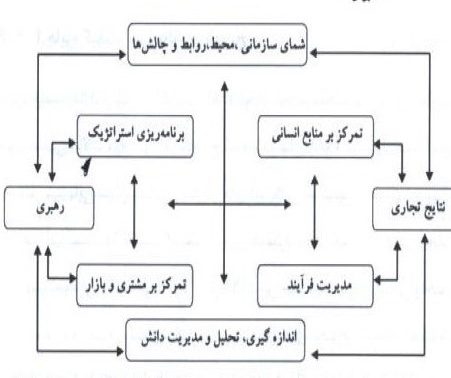 شمای سازمانی ،محیط،روابط و چالش‌ها
تمرکز بر منابع انسانی
برنامه‌ریزی استراتژیک
نتایج تجاری
رهبری
مدیریت فرآیند
تمرکز بر مشتری و بازار
اندازه گیری، تحلیل و مدیریت دانش